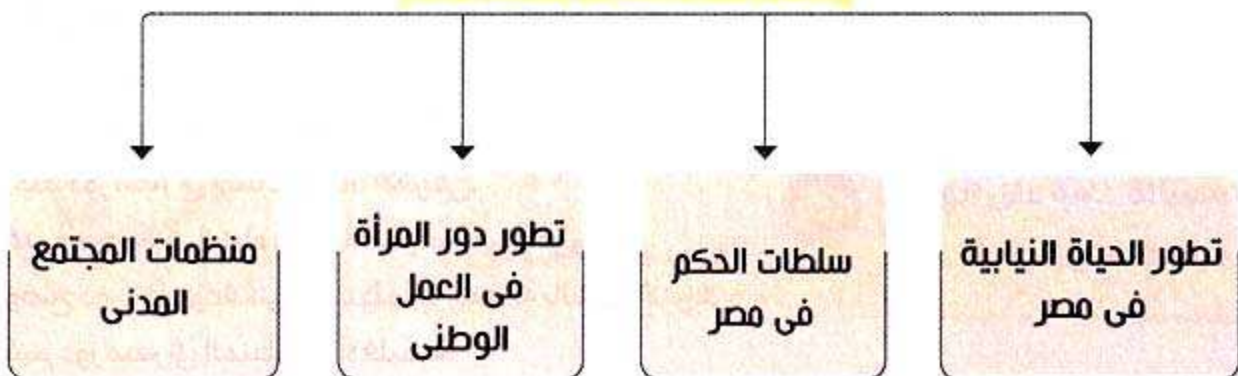 تطور الحياة النيابية
فى مصر
سلطات الحكم
فى مصر
تطور دور المرأة
فى العمل
الوطنى
منظمات المجتمع
المدنى